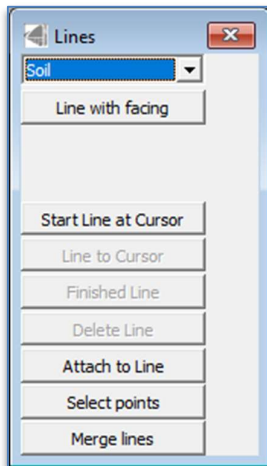 Lines
Soil
Line with facing
Start Line at Cursor
Line to Cursor
Finished Line
Delete Line
Attach to Line
Select points
Merge lines